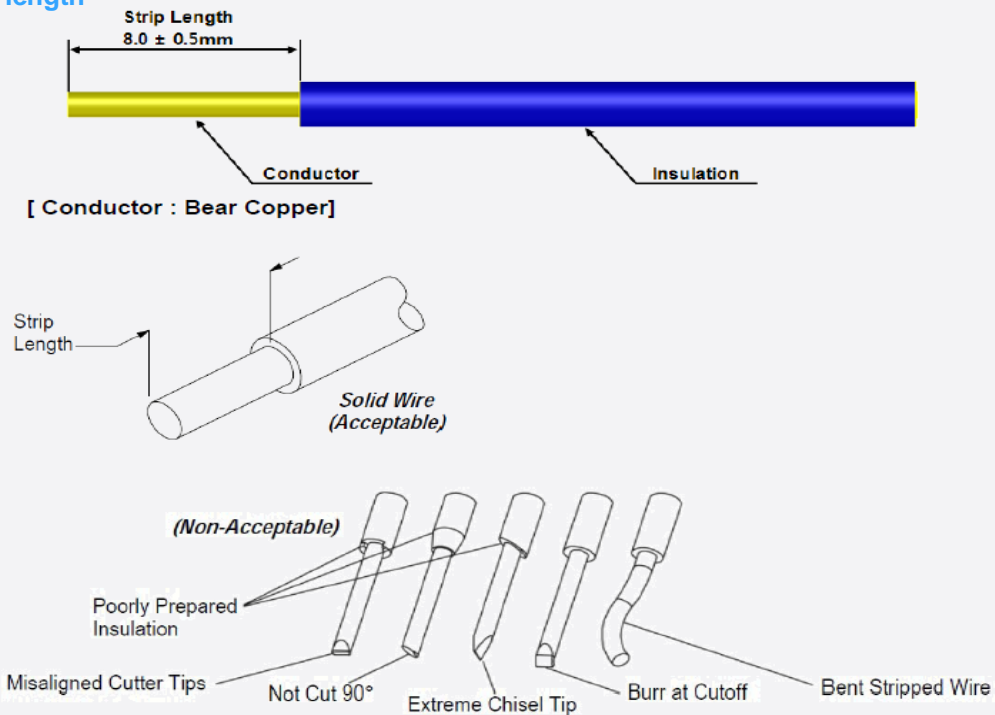 length
Strip Length
8.0 ± 0.5mm
Conductor
Insulation
[ Conductor : Bear Copper]
Strip
Length
Solid Wire
(Acceptable)
(Non-Acceptable)
Poorly Prepared
Insulation
Misaligned Cutter Tips
Not Cut 90°
Extreme Chisel Tip
Burr at Cutoff
Bent Stripped Wire